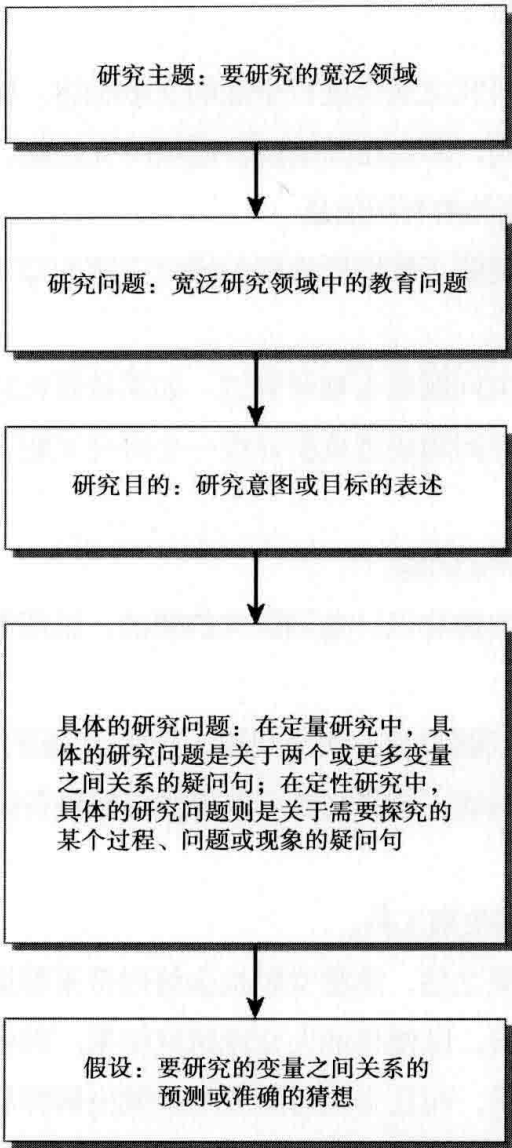 研究主题：要研究的宽泛领域
研究问题：宽泛研究领域中的教育问题
研究目的：研究意图或目标的表述
具体的研究问题：在定量研究中，具
体的研究问题是关于两个或更多变量
之间关系的疑问句；在定性研究中，
具体的研究问题则是关于需要探究的
某个过程、问题或现象的疑问句
假设：要研究的变量之间关系的
预测或准确的猜想